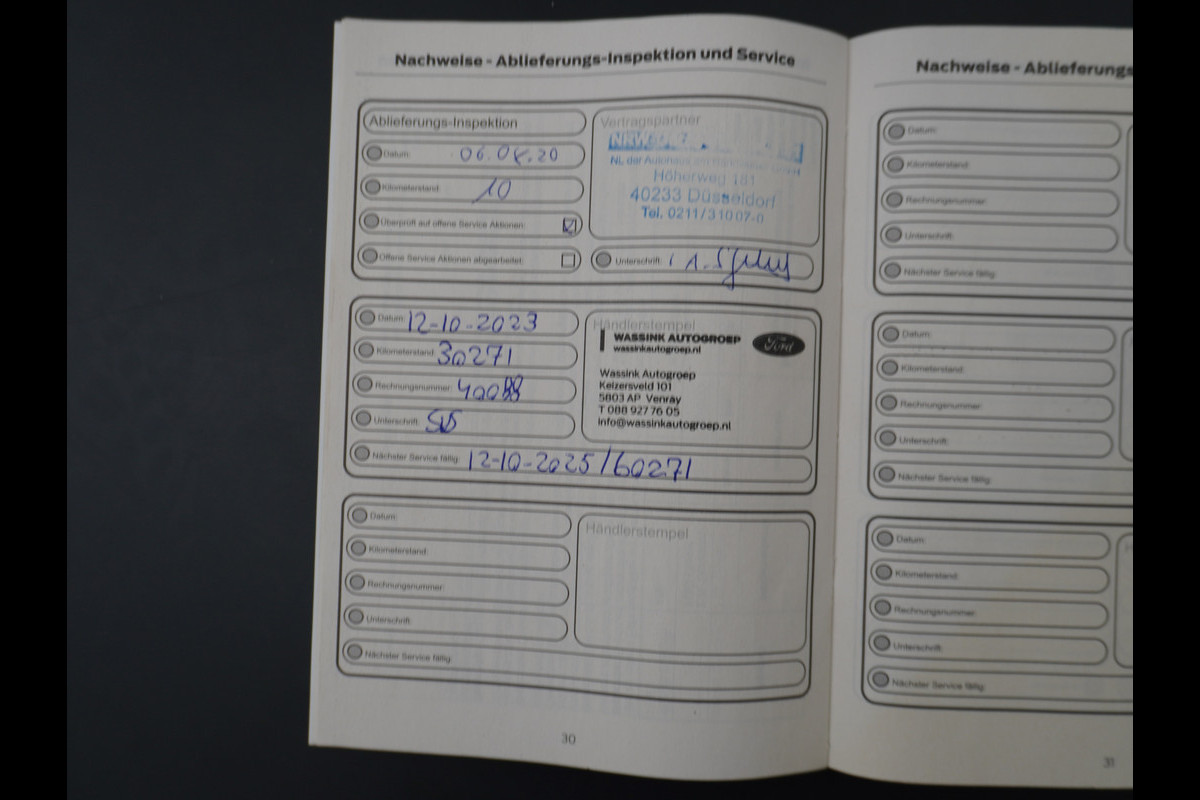 Nachweise - Ablieferungs-Inspektion und Service
Ablieferungs-Inspektion
Datum: 06.08.20
Kilometerstand: 10
Überprüft auf offene Service Aktionen:
Offene Service Aktionen abgearbeitet:
Vertragspartner
NL der Autohaus
Höherweg 181
40233 Düsseldorf
Tel. 0211/31007-0
Unterschrift:
Datum: 12-10-2023
Kilometerstand: 30271
Rechnungsnummer:
Unterschrift:
Nächster Service fällig: 12-10-2025/60271
Händlerstempel
WASSINK AUTOGROEP
wassinkautogroep.nl
Ford
Wassink Autogroep
Keizersveld 101
5803 AP Venray
T 088 927 76 05
info@wassinkautogroep.nl
Datum:
Kilometerstand:
Rechnungsnummer:
Unterschrift:
Nächster Service fällig:
Händlerstempel
30
Nachweise - Ablieferungs
Datum:
Kilometerstand:
Rechnungsnummer:
Unterschrift:
Nächster Service fällig:
Datum:
Kilometerstand:
Rechnungsnummer:
Unterschrift:
Nächster Service fällig:
Datum:
Kilometerstand:
Rechnungsnummer:
Unterschrift:
Nächster Service fällig:
31